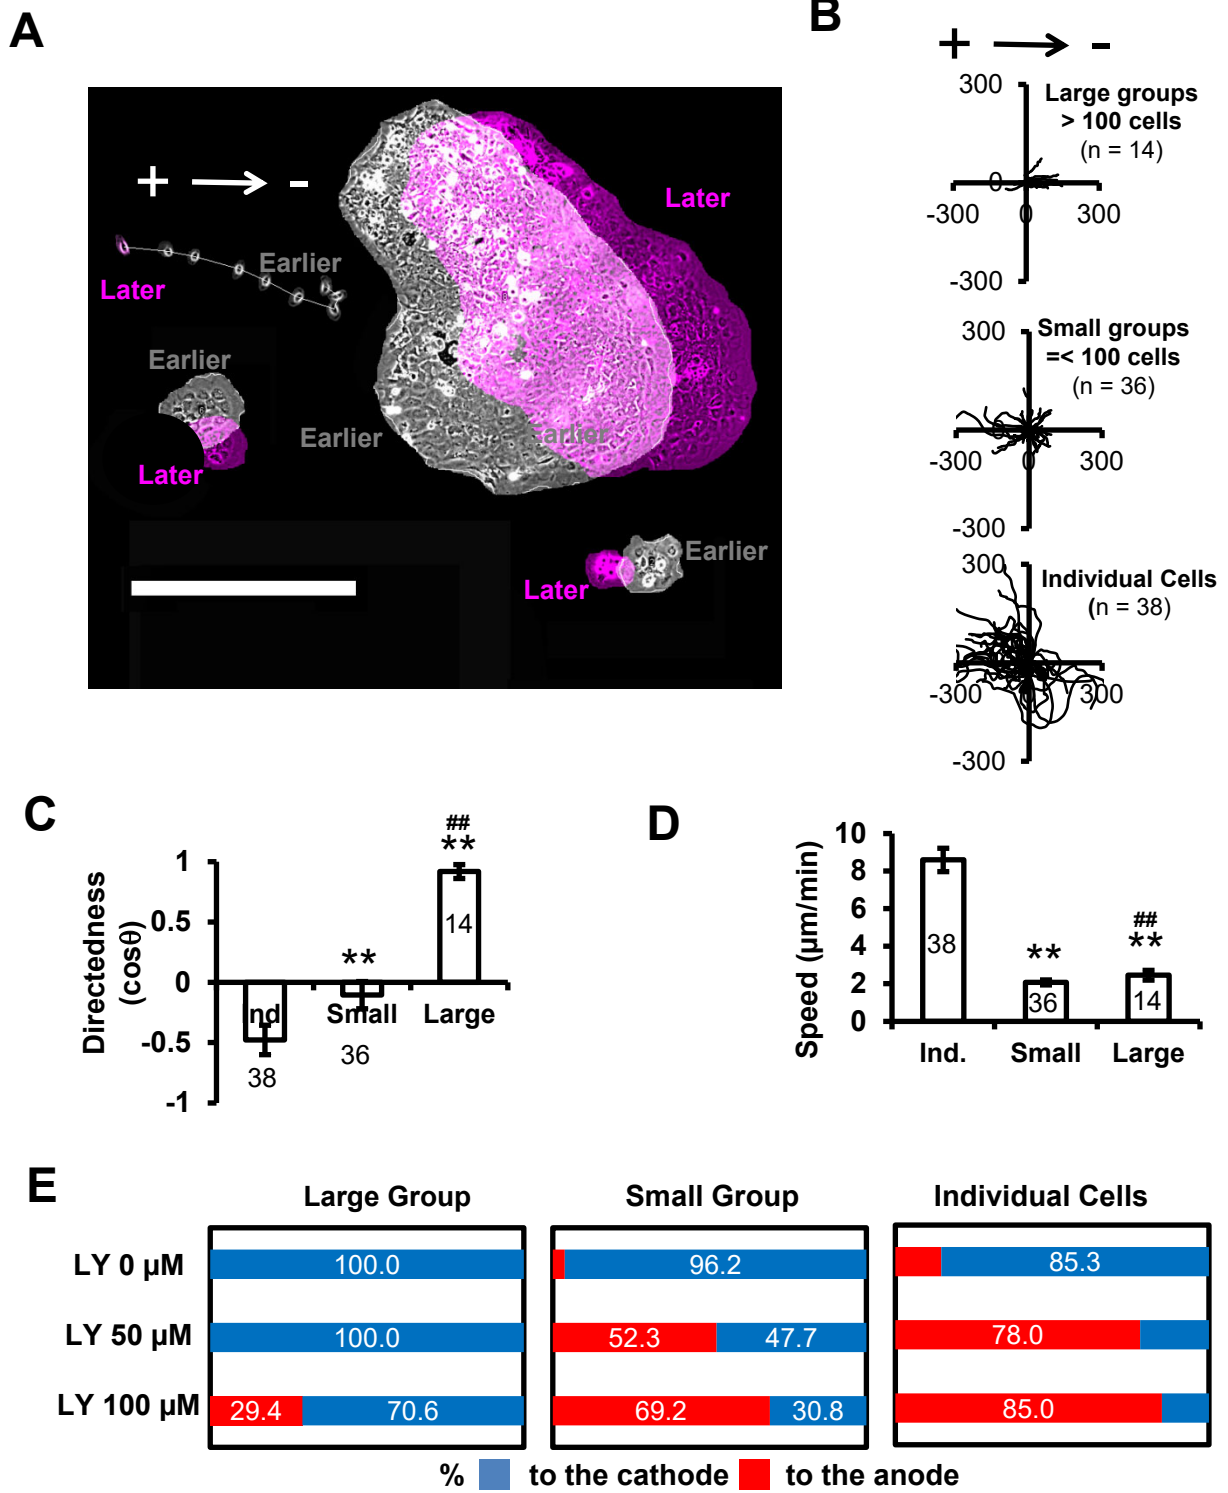 A
+ → -
Later
Earlier
Later
Earlier
Earlier
Earlier
Later
Earlier
Later
B
+ → -
300
Large groups
> 100 cells
(n = 14)
0
-300 0 300
-300
300
Small groups
=< 100 cells
(n = 36)
-300 0 300
-300
300
Individual Cells
(n = 38)
-300 0 300
-300
C
Directedness
(cosθ)
1
0.5
0
-0.5
-1
##
**
**
14
Ind Small Large
36
38
D
Speed (µm/min)
10
8
6
4
2
0
##
** **
38
36 14
Ind. Small Large
E
Large Group Small Group Individual Cells
LY 0 µM 100.0 96.2 85.3
LY 50 µM 100.0 52.3 47.7 78.0
LY 100 µM 29.4 70.6 69.2 30.8 85.0
% to the cathode to the anode